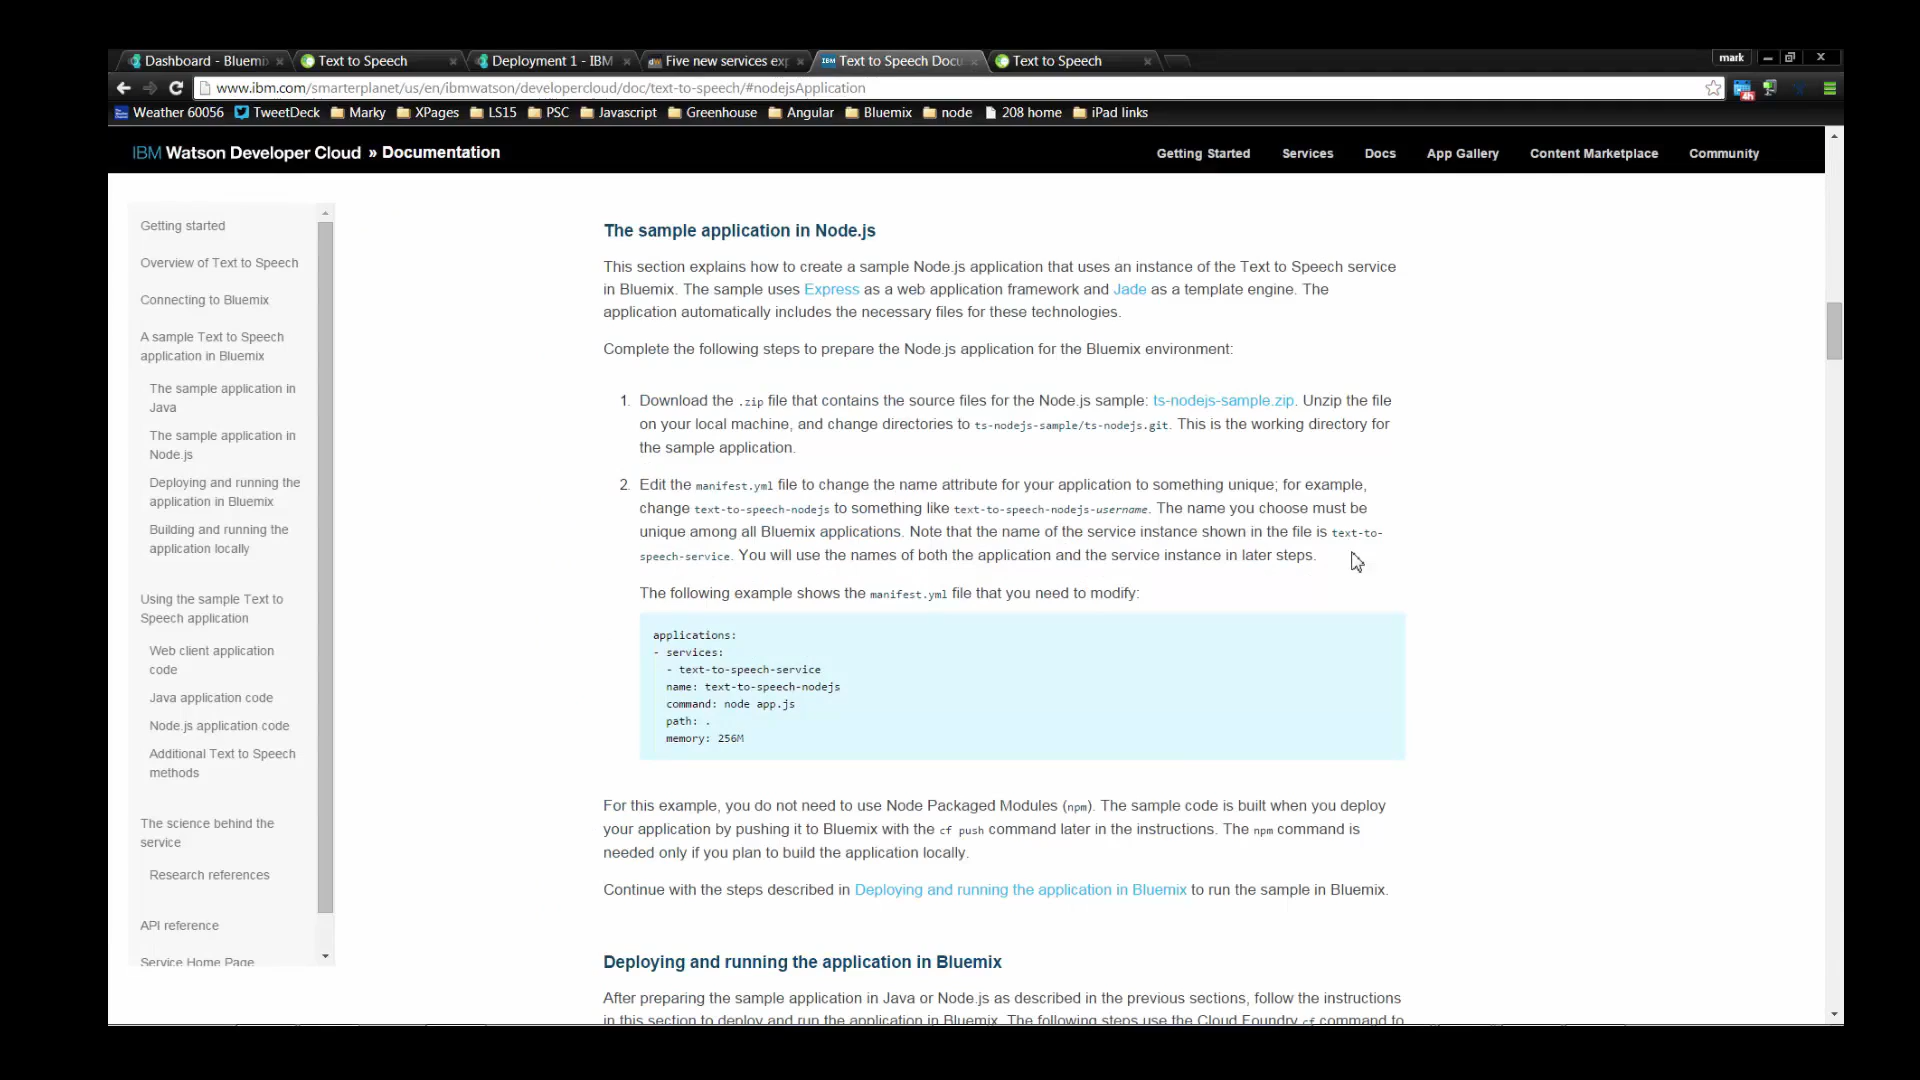 Dashboard - Bluemi
Text to Speech
Deployment 1 - IBM
Five new services exp
Text to Speech Docu
Text to Speech
mark
www.ibm.com/smarterplanet/us/en/ibmwatson/developercloud/doc/text-to-speech/#nodejsApplication
Weather 60056
TweetDeck
Marky
XPages
LS15
PSC
Javascript
Greenhouse
Angular
Bluemix
node
208 home
iPad links
IBM Watson Developer Cloud » Documentation
Getting Started
Services
Docs
App Gallery
Content Marketplace
Community
Getting started
Overview of Text to Speech
Connecting to Bluemix
A sample Text to Speech
application in Bluemix
The sample application in
Java
The sample application in
Node.js
Deploying and running the
application in Bluemix
Building and running the
application locally
Using the sample Text to
Speech application
Web client application
code
Java application code
Node.js application code
Additional Text to Speech
methods
The science behind the
service
Research references
API reference
Service Home Page
The sample application in Node.js
This section explains how to create a sample Node.js application that uses an instance of the Text to Speech service
in Bluemix. The sample uses Express as a web application framework and Jade as a template engine. The
application automatically includes the necessary files for these technologies.
Complete the following steps to prepare the Node.js application for the Bluemix environment:
1. Download the .zip file that contains the source files for the Node.js sample: ts-nodejs-sample.zip. Unzip the file
on your local machine, and change directories to ts-nodejs-sample/ts-nodejs.git. This is the working directory for
the sample application.
2. Edit the manifest.yml file to change the name attribute for your application to something unique; for example,
change text-to-speech-nodejs to something like text-to-speech-nodejs-username. The name you choose must be
unique among all Bluemix applications. Note that the name of the service instance shown in the file is text-to-
speech-service. You will use the names of both the application and the service instance in later steps.
The following example shows the manifest.yml file that you need to modify:
applications:
- services:
- text-to-speech-service
name: text-to-speech-nodejs
command: node app.js
path: .
memory: 256M
For this example, you do not need to use Node Packaged Modules (npm). The sample code is built when you deploy
your application by pushing it to Bluemix with the cf push command later in the instructions. The npm command is
needed only if you plan to build the application locally.
Continue with the steps described in Deploying and running the application in Bluemix to run the sample in Bluemix.
Deploying and running the application in Bluemix
After preparing the sample application in Java or Node.js as described in the previous sections, follow the instructions
in this section to deploy and run the application in Bluemix. The following steps use the Cloud Foundry cf command to